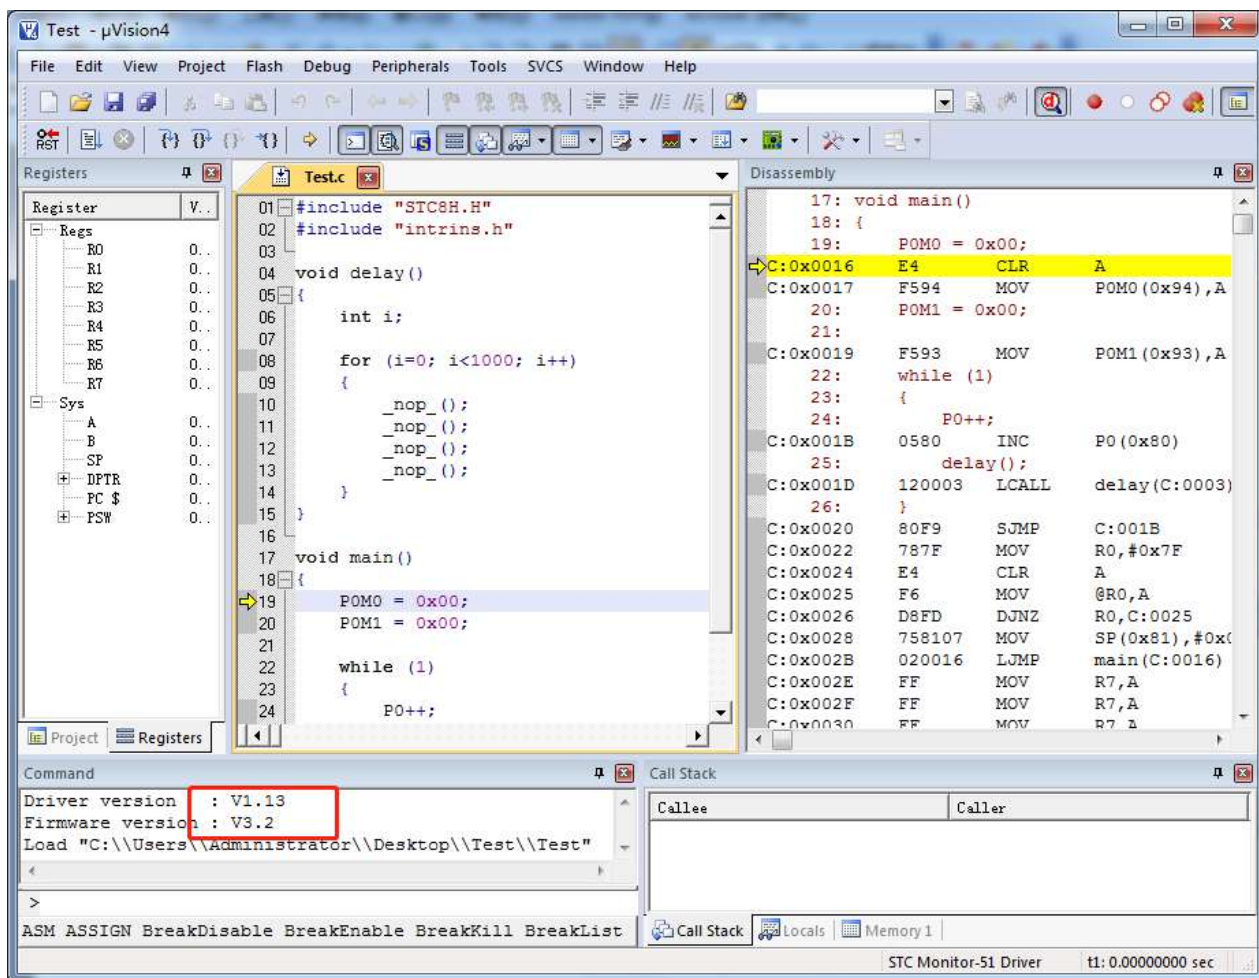 Test - µVision4
File Edit View Project Flash Debug Peripherals Tools SVCS Window Help
RST
Registers
Register V..
Regs
R0 0..
R1 0..
R2 0..
R3 0..
R4 0..
R5 0..
R6 0..
R7 0..
Sys
A 0..
B 0..
SP 0..
DPTR 0..
PC $ 0..
PSW 0..
Project Registers
Test.c
01 #include "STC8H.H"
02 #include "intrins.h"
03
04 void delay()
05 {
06 int i;
07
08 for (i=0; i<1000; i++)
09 {
10 _nop_();
11 _nop_();
12 _nop_();
13 _nop_();
14 }
15 }
16
17 void main()
18 {
19 P0M0 = 0x00;
20 P0M1 = 0x00;
21
22 while (1)
23 {
24 P0++;
Disassembly
17: void main()
18: {
19: P0M0 = 0x00;
C:0x0016 E4 CLR A
C:0x0017 F594 MOV P0M0(0x94),A
20: P0M1 = 0x00;
21:
C:0x0019 F593 MOV P0M1(0x93),A
22: while (1)
23: {
24: P0++;
C:0x001B 0580 INC P0(0x80)
25: delay();
C:0x001D 120003 LCALL delay(C:0003)
26: }
C:0x0020 80F9 SJMP C:001B
C:0x0022 787F MOV R0,#0x7F
C:0x0024 E4 CLR A
C:0x0025 F6 MOV @R0,A
C:0x0026 D8FD DJNZ R0,C:0025
C:0x0028 758107 MOV SP(0x81),#0x0
C:0x002B 020016 LJMP main(C:0016)
C:0x002E FF MOV R7,A
C:0x002F FF MOV R7,A
C:0x0030 FF MOV R7,A
Command
Driver version : V1.13
Firmware version : V3.2
Load "C:\\Users\\Administrator\\Desktop\\Test\\Test"
>
ASM ASSIGN BreakDisable BreakEnable BreakKill BreakList
Call Stack
Callee Caller
Call Stack Locals Memory 1
STC Monitor-51 Driver t1: 0.00000000 sec